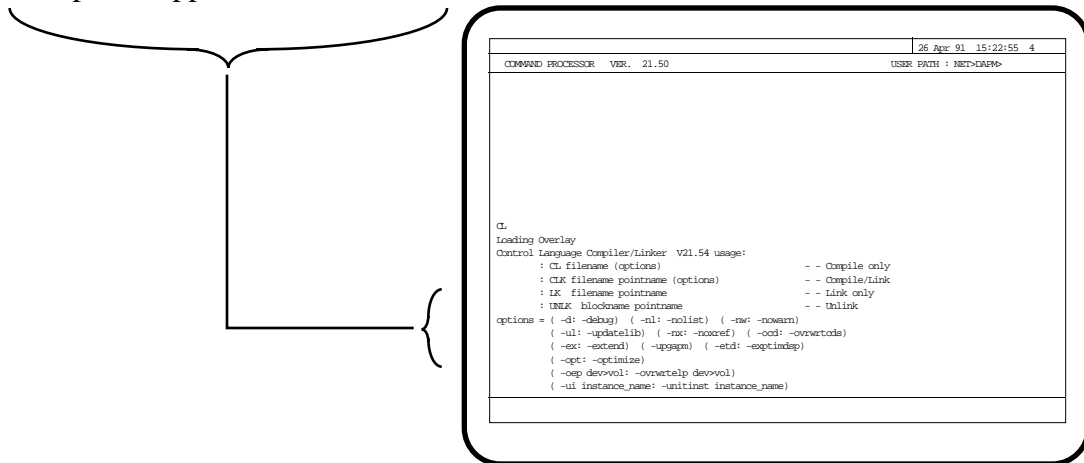 26 Apr 91 15:22:55 4
COMMAND PROCESSOR VER. 21.50 USER PATH : NET>DAPM>
CL
Loading Overlay
Control Language Compiler/Linker V21.54 usage:
: CL filename (options) - - Compile only
: CLK filename pointname (options) - - Compile/Link
: LK filename pointname - - Link only
: UNLK blockname pointname - - Unlink
options = ( -d: -debug) ( -nl: -nolist) ( -nw: -nowarn)
( -ul: -updatelib) ( -nx: -noxref) ( -ocd: -ovrwrtcds)
( -ex: -extend) ( -upgapm) ( -etd: -exptimdsp)
( -opt: -optimize)
( -oep dev>vol: -ovrwrtelp dev>vol)
( -ui instance_name: -unitinst instance_name)